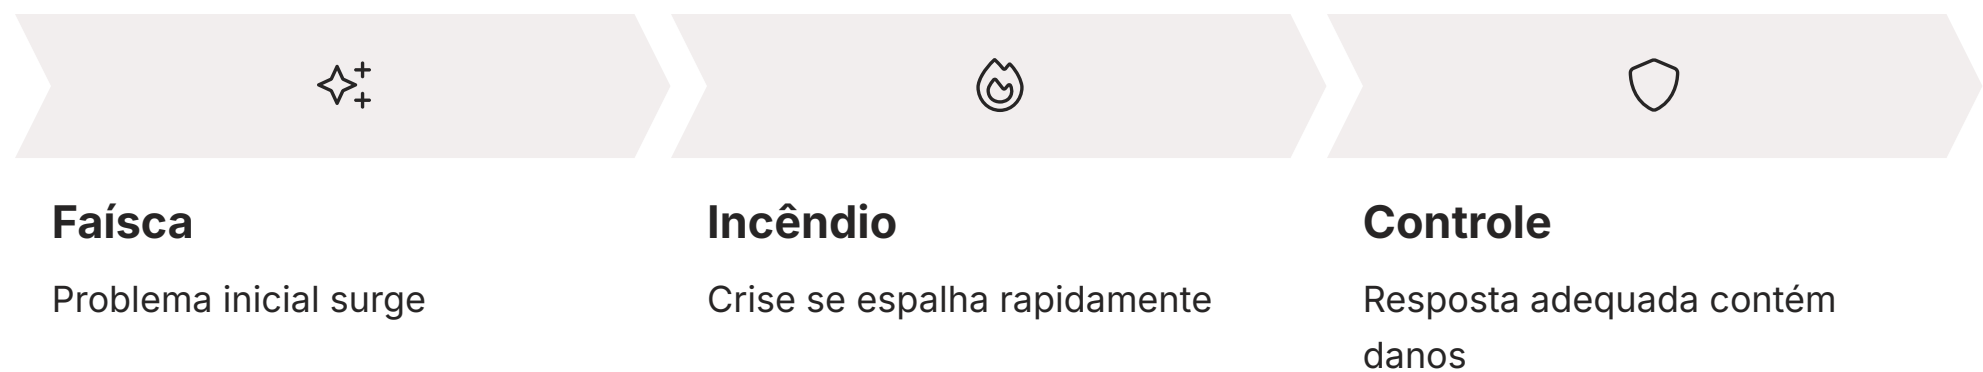 Faísca
Problema inicial surge
Incêndio
Crise se espalha rapidamente
Controle
Resposta adequada contém
danos